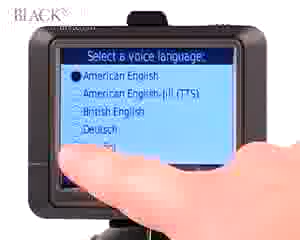 BLACK
Select a voice language:
American English
American English-Jill (TTS)
British English
Deutsch